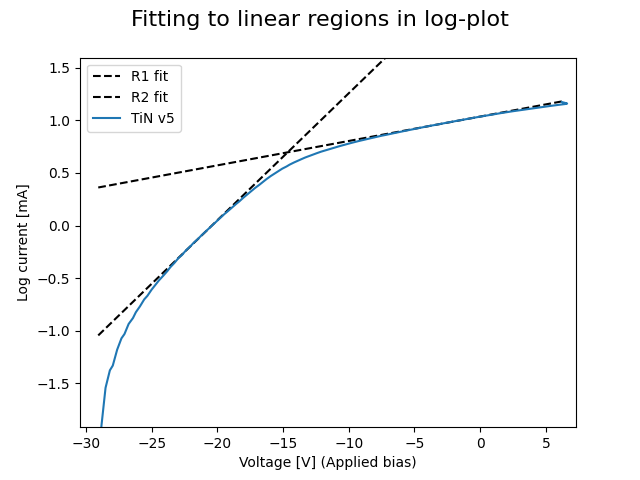 Fitting to linear regions in log-plot
R1 fit
R2 fit
TiN v5
1.5
1.0
0.5
0.0
−0.5
−1.0
−1.5
Log current [mA]
−30 −25 −20 −15 −10 −5 0 5
Voltage [V] (Applied bias)